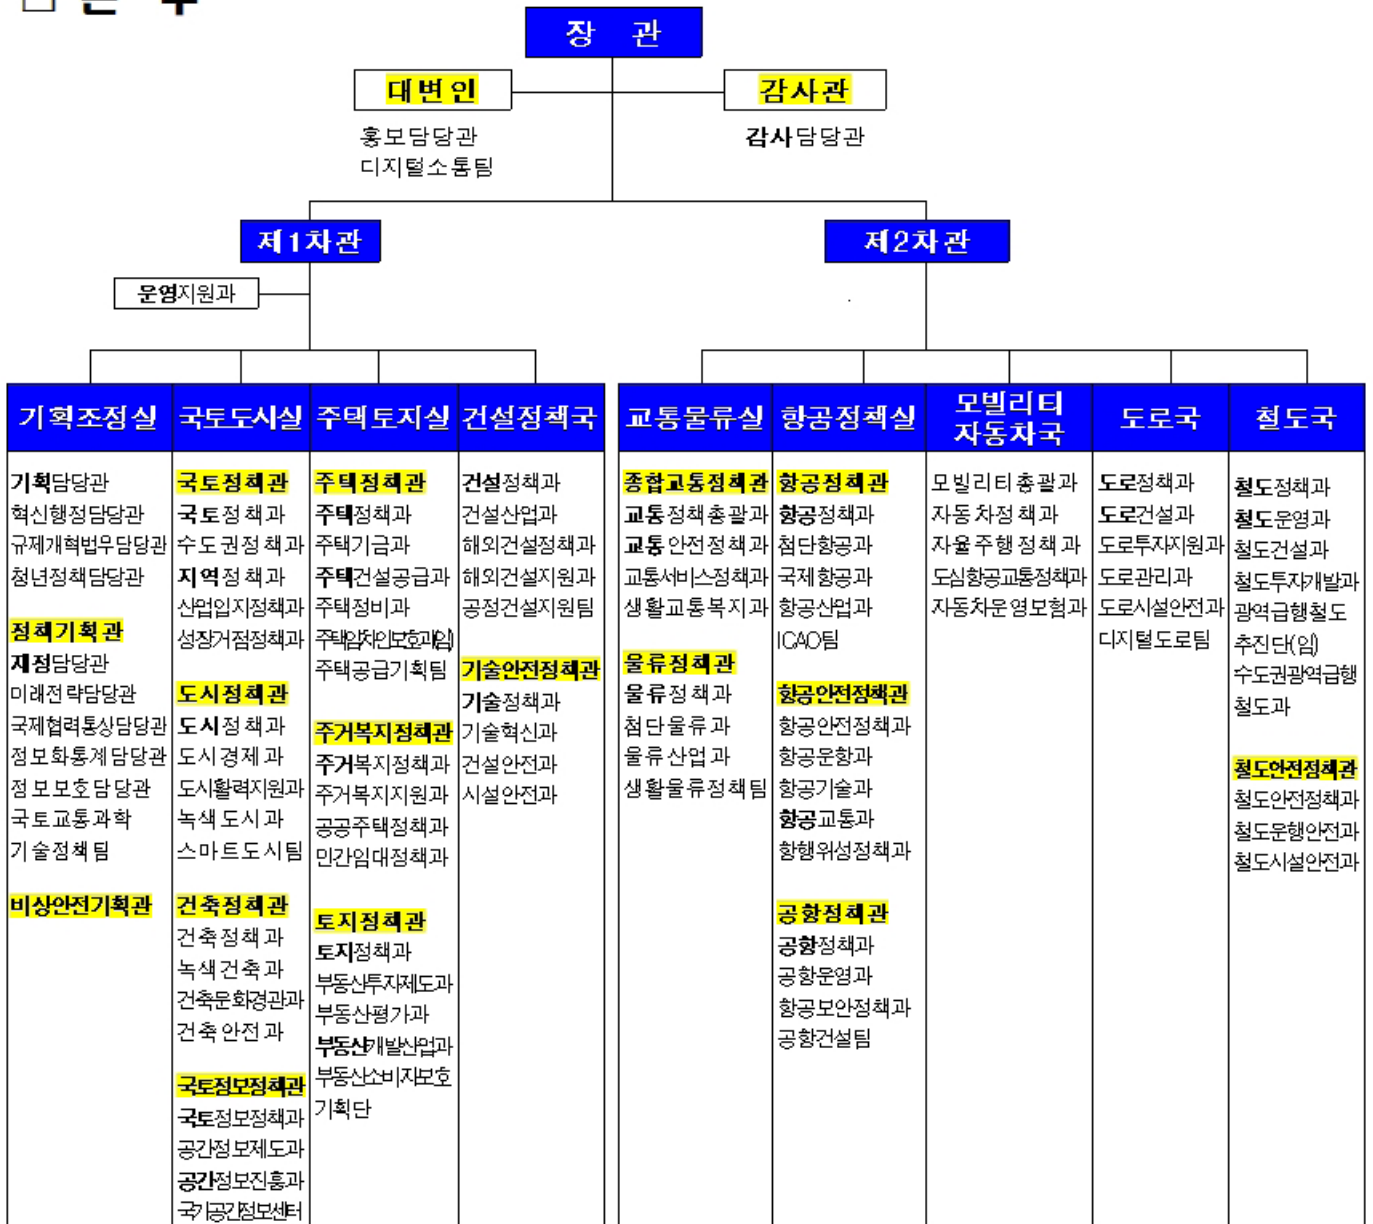 □ 본 부
장 관
대변인
감사관
홍보담당관
디지털소통팀
감사담당관
제1차관
제2차관
운영지원과
기획조정실
국토도시실
주택토지실
건설정책국
교통물류실
항공정책실
모빌리티
자동차국
도로국
철도국
기획담당관
혁신행정담당관
규제개혁법무담당관
청년정책담당관
정책기획관
재정담당관
미래전략담당관
국제협력통상담당관
정보화통계담당관
정보보호담당관
국토교통과학
기술정책팀
비상안전기획관
국토정책관
국토정책과
수도권정책과
지역정책과
산업입지정책과
성장거점정책과
도시정책관
도시정책과
도시경제과
도시활력지원과
녹색도시과
스마트도시팀
건축정책관
건축정책과
녹색건축과
건축문화경관과
건축안전과
국토정보정책관
국토정보정책과
공간정보제도과
공간정보진흥과
국가공간정보센터
주택정책관
주택정책과
주택기금과
주택건설공급과
주택정비과
주택임차인보호과(임)
주택공급기획팀
주거복지정책관
주거복지정책과
주거복지지원과
공공주택정책과
민간임대정책과
토지정책관
토지정책과
부동산투자제도과
부동산평가과
부동산개발산업과
부동산소비자보호
기획단
건설정책과
건설산업과
해외건설정책과
해외건설지원과
공정건설지원팀
기술안전정책관
기술정책과
기술혁신과
건설안전과
시설안전과
종합교통정책관
교통정책총괄과
교통안전정책과
교통서비스정책과
생활교통복지과
물류정책관
물류정책과
첨단물류과
물류산업과
생활물류정책팀
항공정책관
항공정책과
첨단항공과
국제항공과
항공산업과
ICAO팀
항공안전정책관
항공안전정책과
항공운항과
항공기술과
항공교통과
항행위성정책과
공항정책관
공항정책과
공항운영과
항공보안정책과
공항건설팀
모빌리티총괄과
자동차정책과
자율주행정책과
도심항공교통정책과
자동차운영보험과
도로정책과
도로건설과
도로투자지원과
도로관리과
도로시설안전과
디지털도로팀
철도정책과
철도운영과
철도건설과
철도투자개발과
광역급행철도
추진단(임)
수도권광역급행
철도과
철도안전정책관
철도안전정책과
철도운행안전과
철도시설안전과